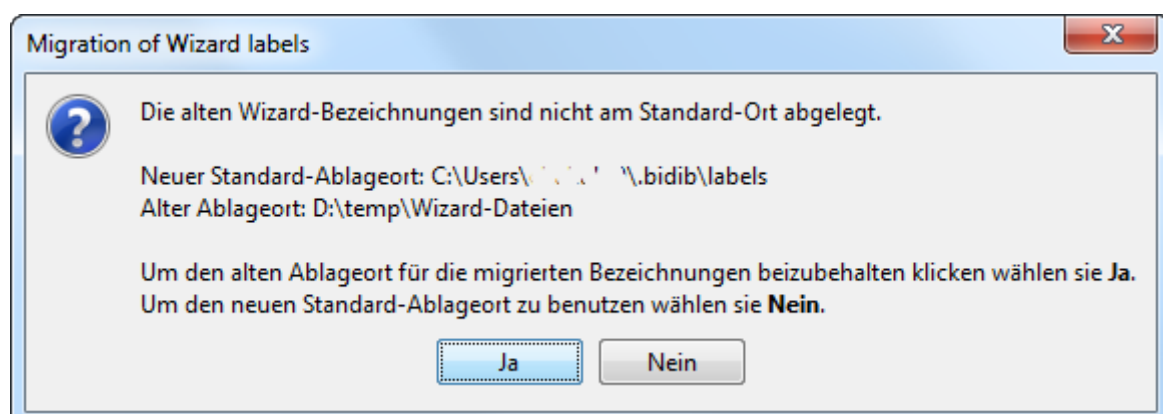 Migration of Wizard labels
Die alten Wizard-Bezeichnungen sind nicht am Standard-Ort abgelegt.
Neuer Standard-Ablageort: C:\Users\ \.bidib\labels
Alter Ablageort: D:\temp\Wizard-Dateien
Um den alten Ablageort für die migrierten Bezeichnungen beizubehalten klicken wählen sie Ja.
Um den neuen Standard-Ablageort zu benutzen wählen sie Nein.
Ja
Nein